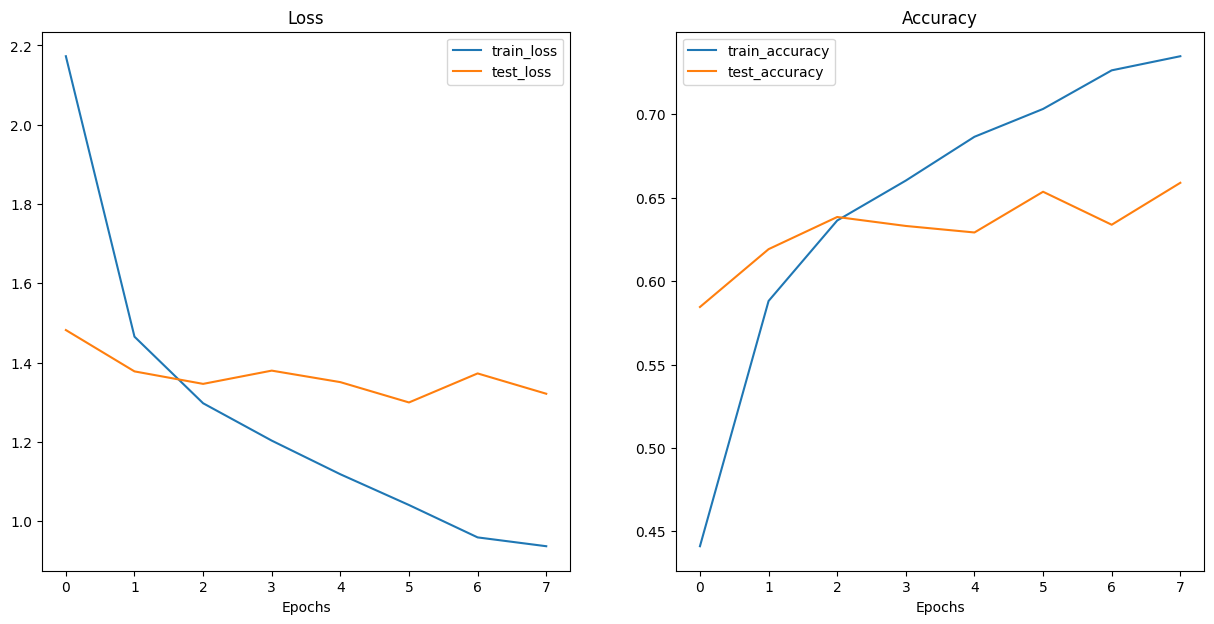 Loss
train_loss
test_loss
2.2
2.0
1.8
1.6
1.4
1.2
1.0
0 1 2 3 4 5 6 7
Epochs
Accuracy
train_accuracy
test_accuracy
0.70
0.65
0.60
0.55
0.50
0.45
0 1 2 3 4 5 6 7
Epochs